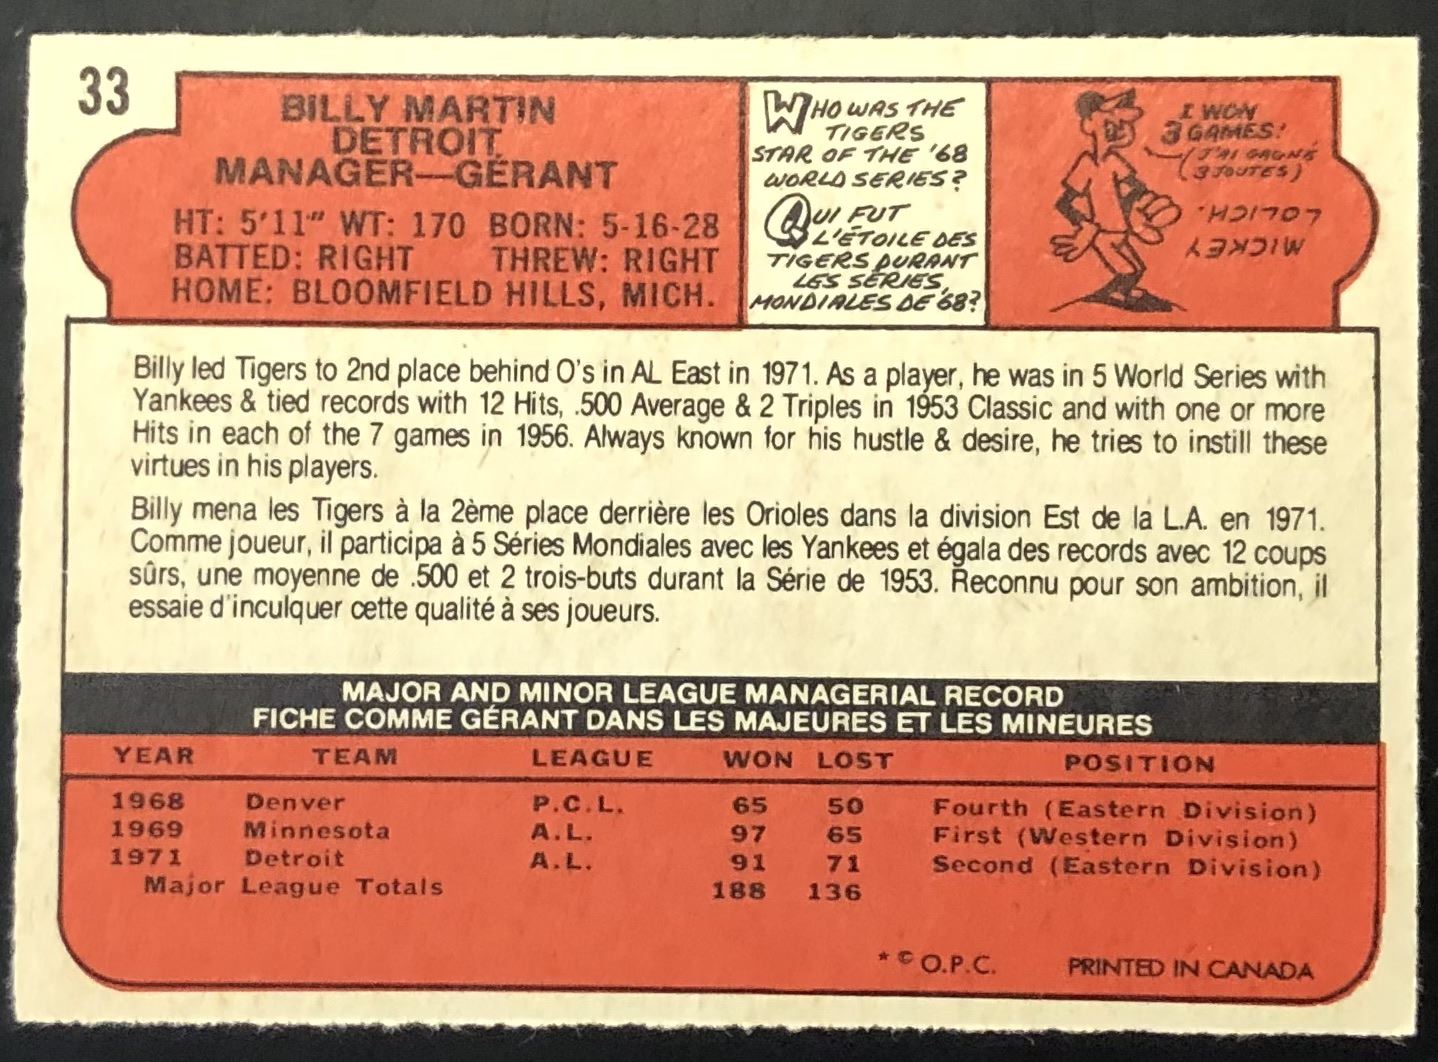 33
BILLY MARTIN
DETROIT
MANAGER—GÉRANT
HT: 5'11" WT: 170 BORN: 5-16-28
BATTED: RIGHT THREW: RIGHT
HOME: BLOOMFIELD HILLS, MICH.
WHO WAS THE
TIGERS
STAR OF THE '68
WORLD SERIES?
QUI FUT
L'ÉTOILE DES
TIGERS DURANT
LES SÉRIES
MONDIALES DE '68?
I WON
3 GAMES!
(J'AI GAGNÉ
3 JOUTES)
MICKEY
LOLICH.
Billy led Tigers to 2nd place behind O's in AL East in 1971. As a player, he was in 5 World Series with
Yankees & tied records with 12 Hits, .500 Average & 2 Triples in 1953 Classic and with one or more
Hits in each of the 7 games in 1956. Always known for his hustle & desire, he tries to instill these
virtues in his players.
Billy mena les Tigers à la 2ème place derrière les Orioles dans la division Est de la L.A. en 1971.
Comme joueur, il participa à 5 Séries Mondiales avec les Yankees et égala des records avec 12 coups
sûrs, une moyenne de .500 et 2 trois-buts durant la Série de 1953. Reconnu pour son ambition, il
essaie d'inculquer cette qualité à ses joueurs.
MAJOR AND MINOR LEAGUE MANAGERIAL RECORD
FICHE COMME GÉRANT DANS LES MAJEURES ET LES MINEURES
YEAR TEAM LEAGUE WON LOST POSITION
1968 Denver P.C.L. 65 50 Fourth (Eastern Division)
1969 Minnesota A.L. 97 65 First (Western Division)
1971 Detroit A.L. 91 71 Second (Eastern Division)
Major League Totals 188 136
* © O.P.C. PRINTED IN CANADA